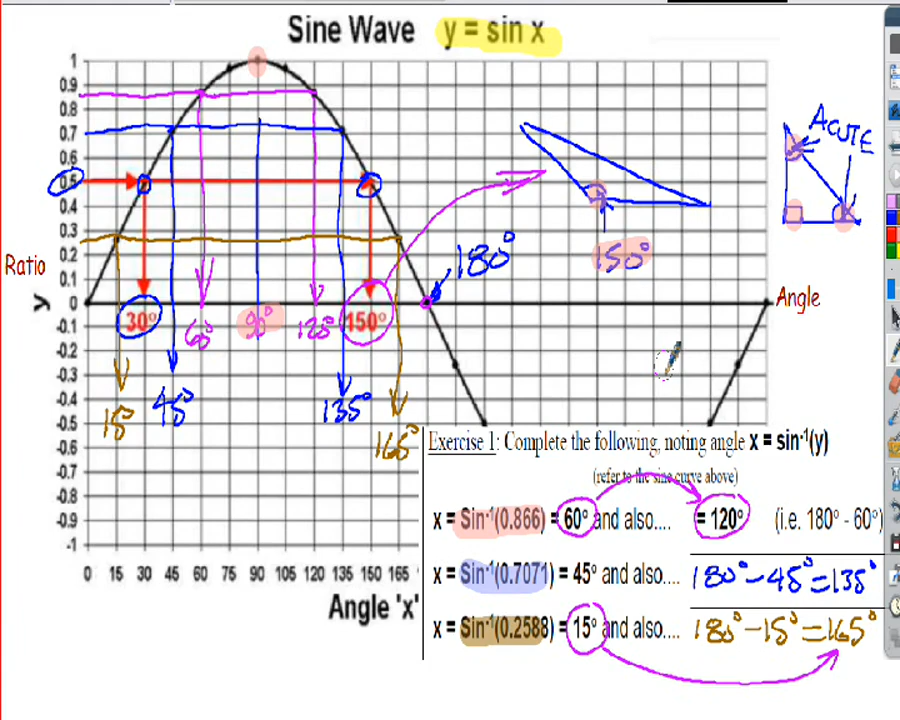 Sine Wave y = sin x
1
0.9
0.8
0.7
0.6
0.5
0.4
0.3
0.2
0.1
0
-0.1
-0.2
-0.3
-0.4
-0.5
-0.6
-0.7
-0.8
-0.9
-1
Ratio
y
ACUTE
150°
180°
Angle
30°
60°
90°
120°
150°
15°
45°
135°
165°
0 15 30 45 60 75 90 105 120 135 150 165
Angle 'x'
Exercise 1: Complete the following, noting angle x = sin⁻¹(y)
(refer to the sine curve above)
x = Sin⁻¹(0.866) = 60° and also.... = 120° (i.e. 180° - 60°)
x = Sin⁻¹(0.7071) = 45° and also.... 180° - 45° = 135°
x = Sin⁻¹(0.2588) = 15° and also.... 180° - 15° = 165°